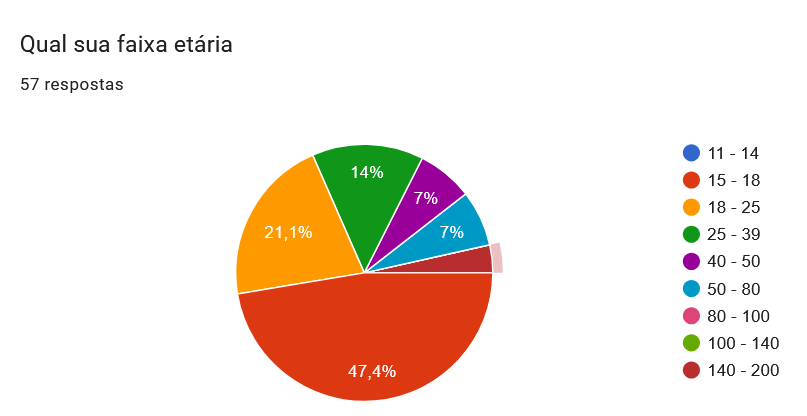 Qual sua faixa etária
57 respostas
14%
7%
21,1%
7%
47,4%
11 - 14
15 - 18
18 - 25
25 - 39
40 - 50
50 - 80
80 - 100
100 - 140
140 - 200